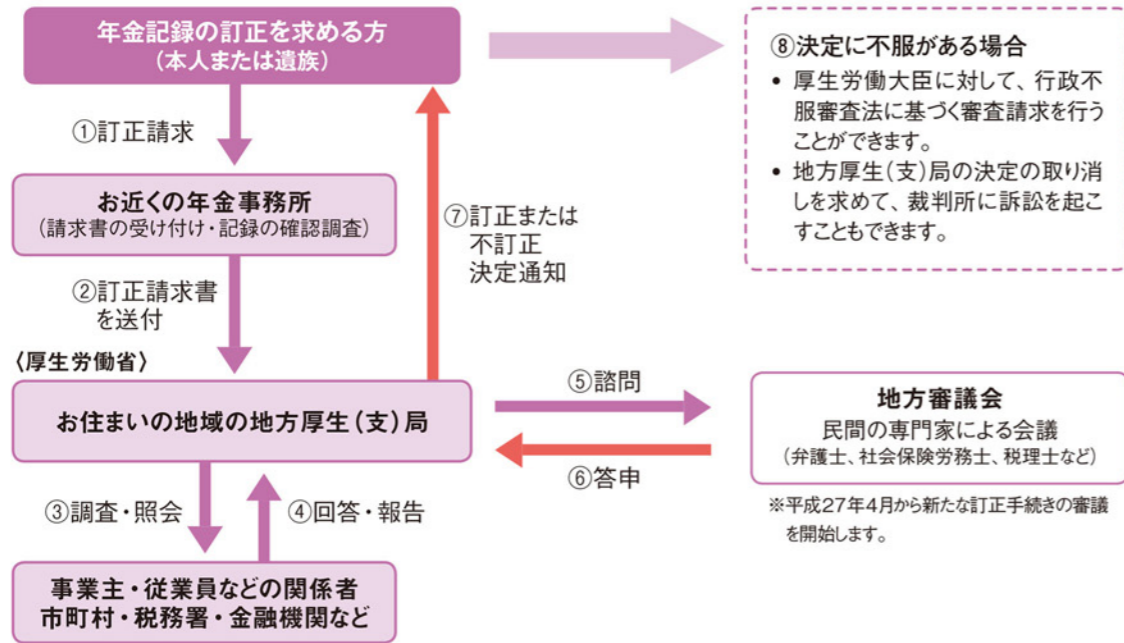 年金記録の訂正を求める方
（本人または遺族）
①訂正請求
お近くの年金事務所
（請求書の受け付け・記録の確認調査）
②訂正請求書
を送付
〈厚生労働省〉
お住まいの地域の地方厚生（支）局
③調査・照会
④回答・報告
事業主・従業員などの関係者
市町村・税務署・金融機関など
⑤諮問
⑥答申
地方審議会
民間の専門家による会議
（弁護士、社会保険労務士、税理士など）
※平成27年4月から新たな訂正手続きの審議
を開始します。
⑦訂正または
不訂正
決定通知
⑧決定に不服がある場合
• 厚生労働大臣に対して、行政不
服審査法に基づく審査請求を行う
ことができます。
• 地方厚生（支）局の決定の取り消
しを求めて、裁判所に訴訟を起こ
すこともできます。